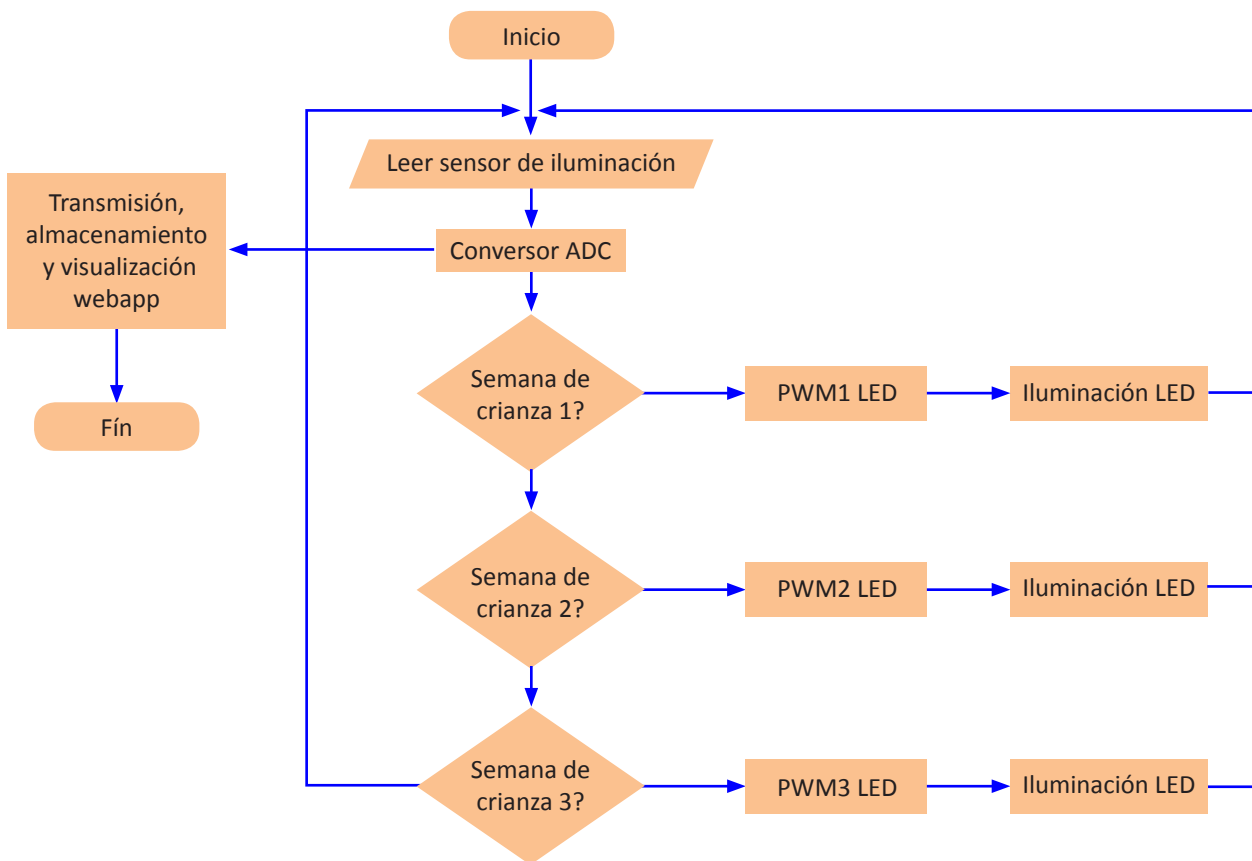 Inicio
Leer sensor de iluminación
Transmisión,
almacenamiento
y visualización
webapp
Conversor ADC
Fín
Semana de
crianza 1?
PWM1 LED
Iluminación LED
Semana de
crianza 2?
PWM2 LED
Iluminación LED
Semana de
crianza 3?
PWM3 LED
Iluminación LED